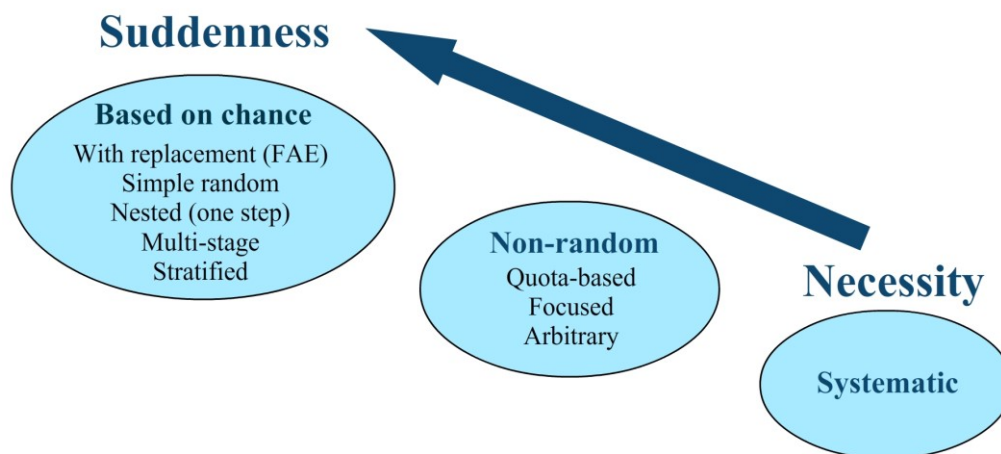 Suddenness
Based on chance
With replacement (FAE)
Simple random
Nested (one step)
Multi-stage
Stratified
Non-random
Quota-based
Focused
Arbitrary
Necessity
Systematic